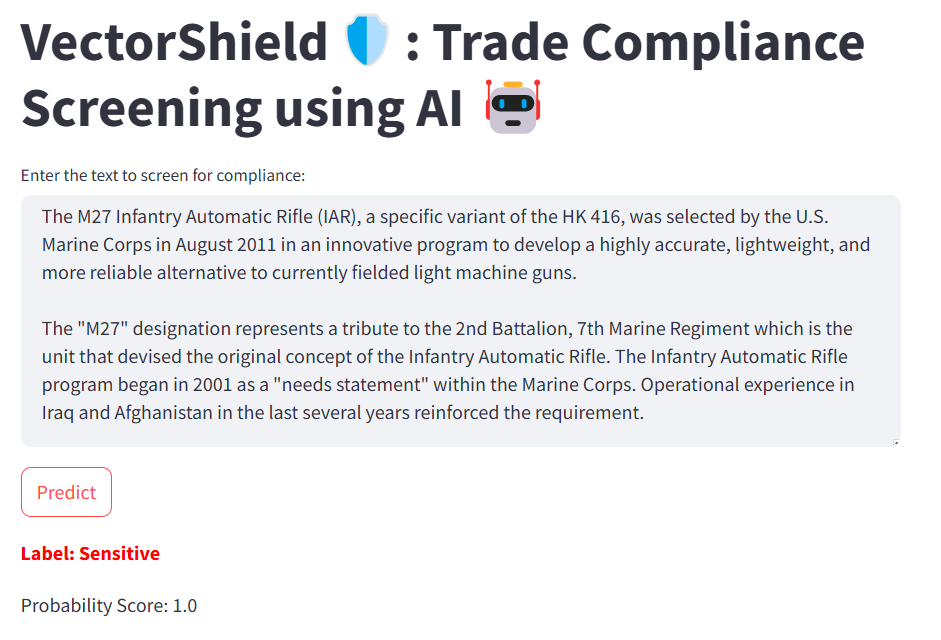 VectorShield 🛡️ : Trade Compliance
Screening using AI 🤖
Enter the text to screen for compliance:
The M27 Infantry Automatic Rifle (IAR), a specific variant of the HK 416, was selected by the U.S.
Marine Corps in August 2011 in an innovative program to develop a highly accurate, lightweight, and
more reliable alternative to currently fielded light machine guns.
The "M27" designation represents a tribute to the 2nd Battalion, 7th Marine Regiment which is the
unit that devised the original concept of the Infantry Automatic Rifle. The Infantry Automatic Rifle
program began in 2001 as a "needs statement" within the Marine Corps. Operational experience in
Iraq and Afghanistan in the last several years reinforced the requirement.
Predict
Label: Sensitive
Probability Score: 1.0